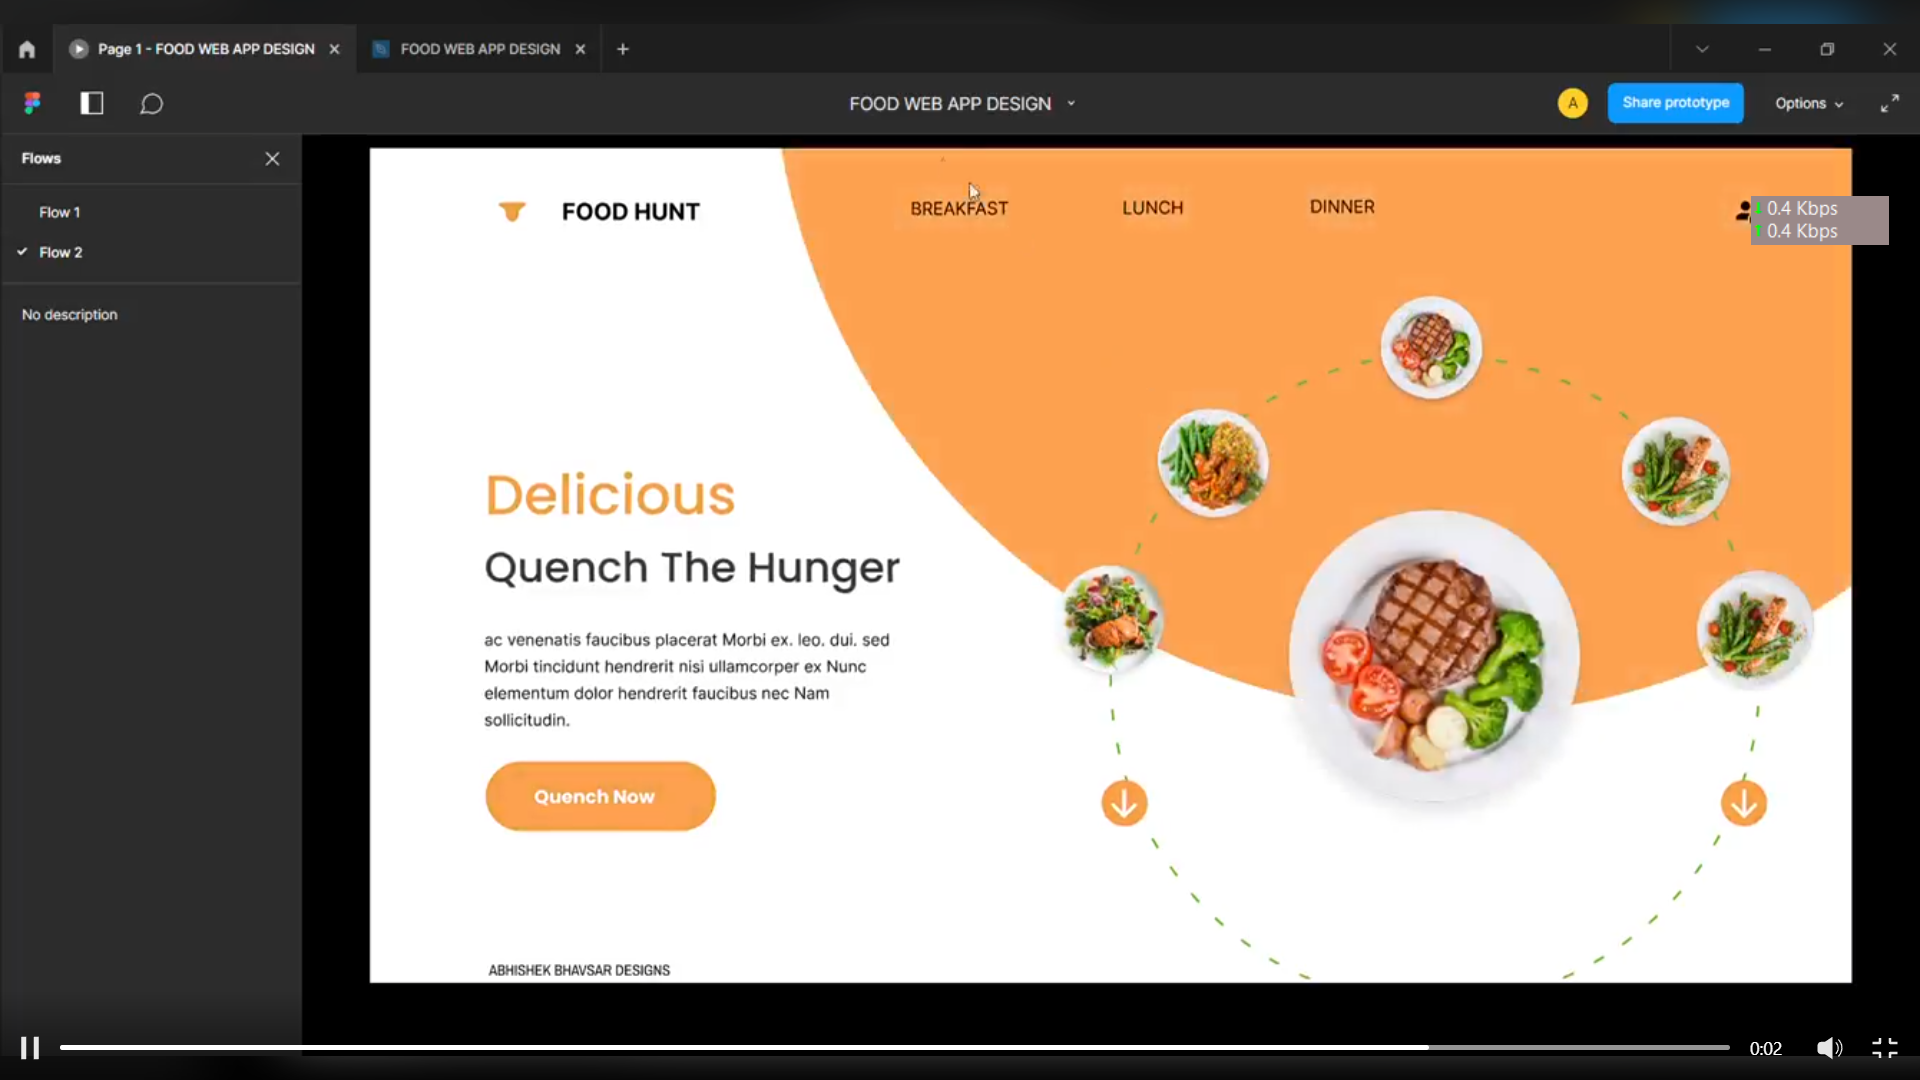 Page 1 - FOOD WEB APP DESIGN
FOOD WEB APP DESIGN
FOOD WEB APP DESIGN
A
Share prototype
Options
Flows
Flow 1
Flow 2
No description
FOOD HUNT
BREAKFAST
LUNCH
DINNER
0.4 Kbps
0.4 Kbps
Delicious
Quench The Hunger
ac venenatis faucibus placerat Morbi ex. leo. dui. sed
Morbi tincidunt hendrerit nisi ullamcorper ex Nunc
elementum dolor hendrerit faucibus nec Nam
sollicitudin.
Quench Now
ABHISHEK BHAVSAR DESIGNS
0:02